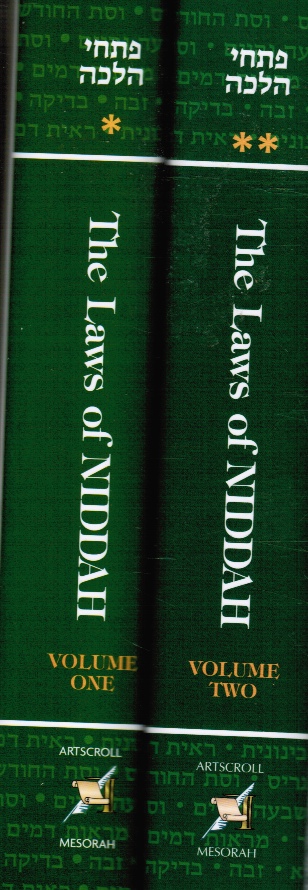 פתחי
הלכה
*
The Laws of NIDDAH
VOLUME
ONE
ARTSCROLL
MESORAH
פתחי
הלכה
**
The Laws of NIDDAH
VOLUME
TWO
ARTSCROLL
MESORAH